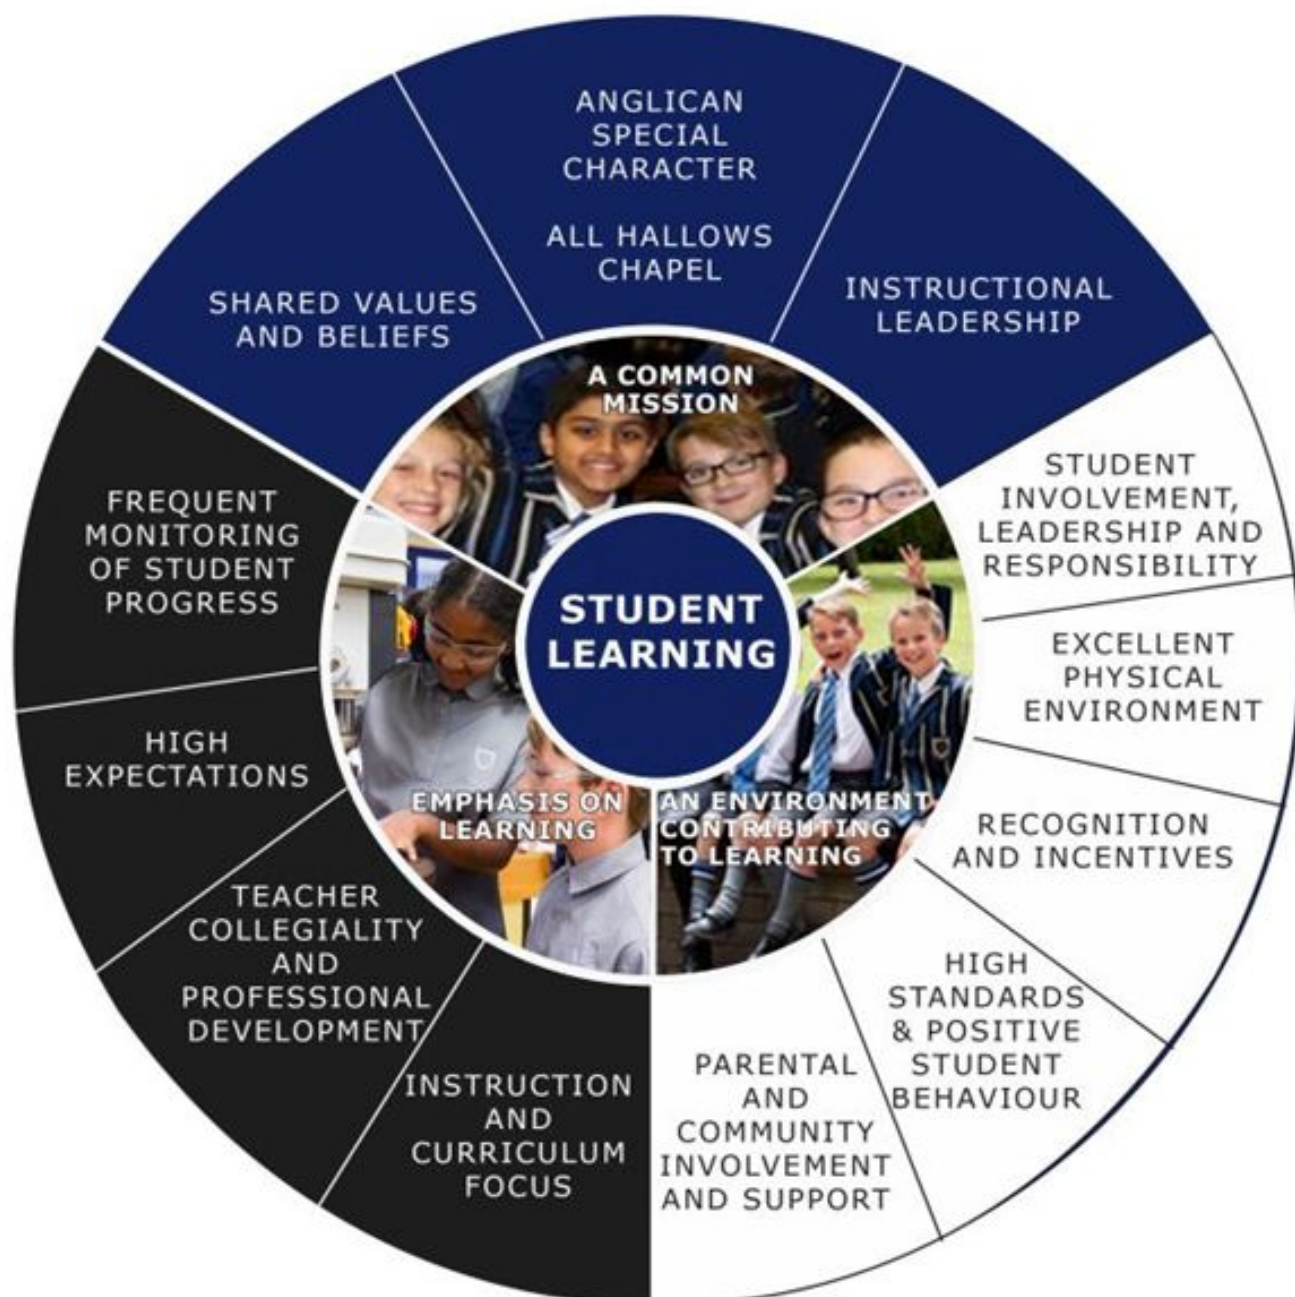 ANGLICAN
SPECIAL
CHARACTER
ALL HALLOWS
CHAPEL
INSTRUCTIONAL
LEADERSHIP
STUDENT
INVOLVEMENT,
LEADERSHIP AND
RESPONSIBILITY
EXCELLENT
PHYSICAL
ENVIRONMENT
RECOGNITION
AND INCENTIVES
HIGH
STANDARDS
& POSITIVE
STUDENT
BEHAVIOUR
PARENTAL
AND
COMMUNITY
INVOLVEMENT
AND SUPPORT
INSTRUCTION
AND
CURRICULUM
FOCUS
TEACHER
COLLEGIALITY
AND
PROFESSIONAL
DEVELOPMENT
HIGH
EXPECTATIONS
FREQUENT
MONITORING
OF STUDENT
PROGRESS
SHARED VALUES
AND BELIEFS
A COMMON
MISSION
AN ENVIRONMENT
CONTRIBUTING
TO LEARNING
EMPHASIS ON
LEARNING
STUDENT
LEARNING